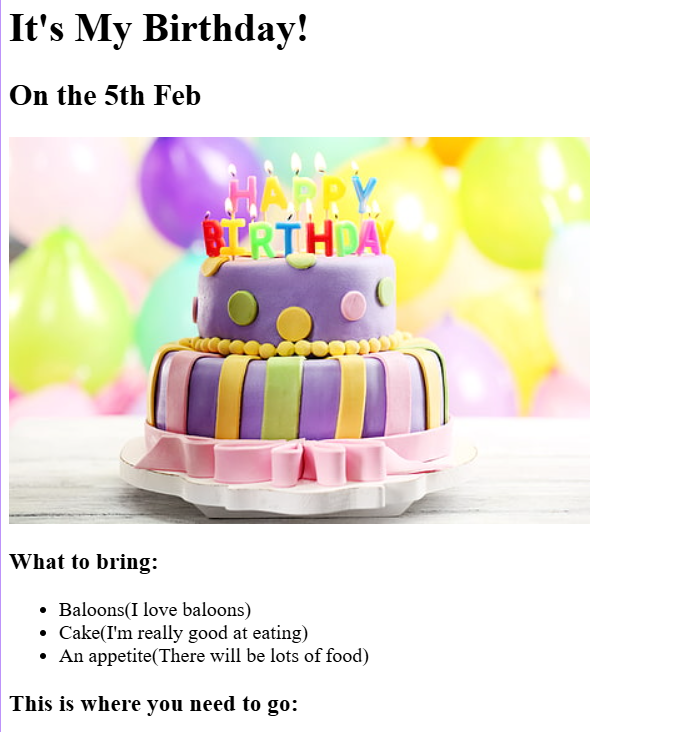 It's My Birthday!
On the 5th Feb
HAPPY
BIRTHDAY
What to bring:
Baloons(I love baloons)
Cake(I'm really good at eating)
An appetite(There will be lots of food)
This is where you need to go: